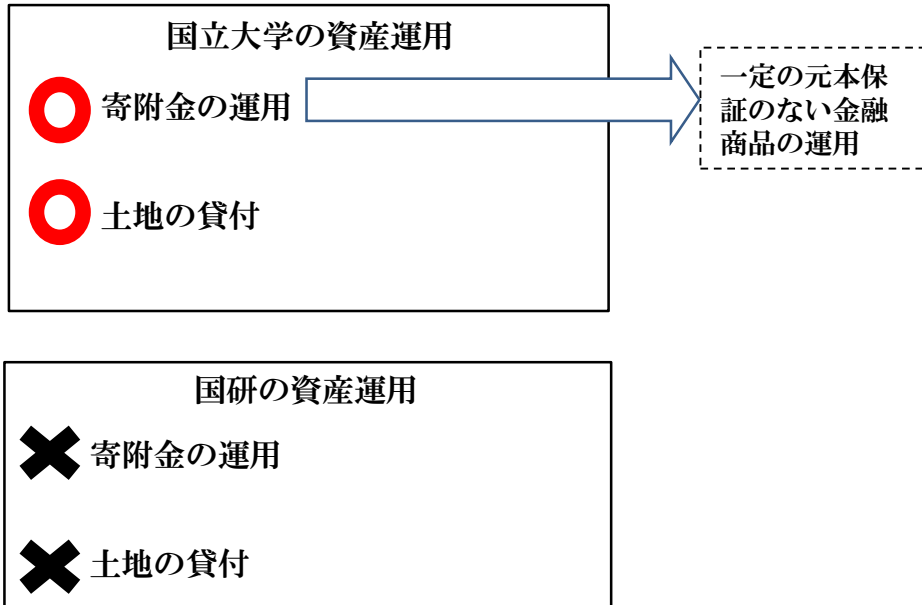 国立大学の資産運用
寄附金の運用
一定の元本保
証のない金融
商品の運用
土地の貸付
国研の資産運用
寄附金の運用
土地の貸付